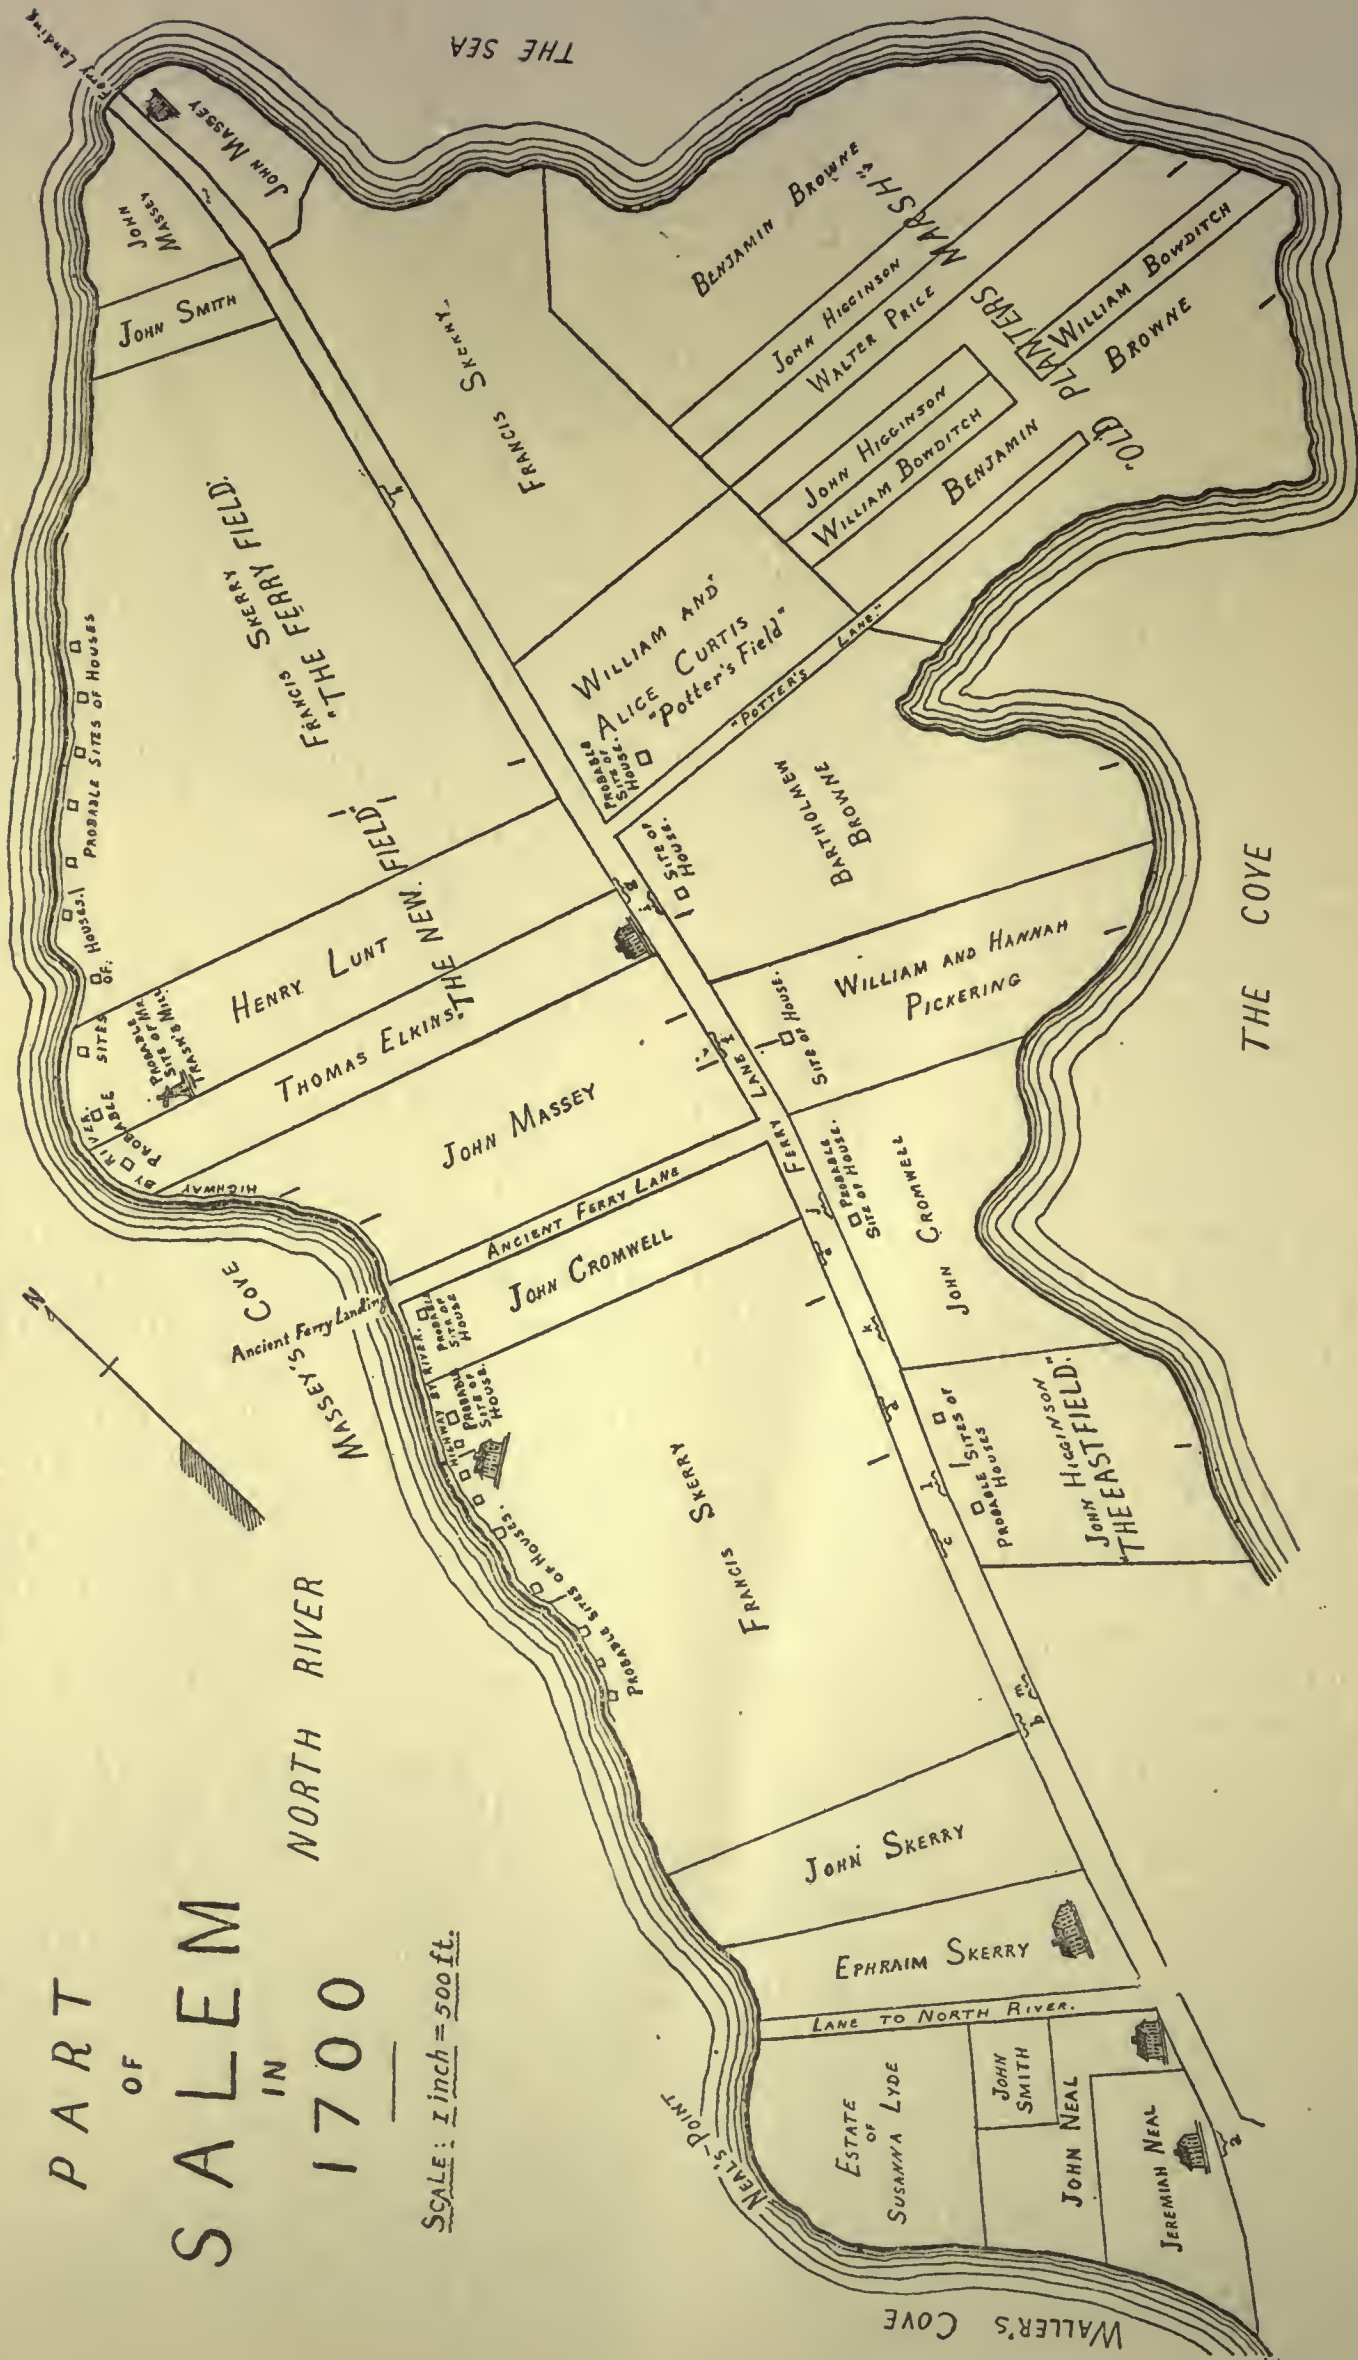 PART
OF
SALEM
IN
1700
SCALE: 1 inch = 500 ft.
N
NORTH RIVER
THE SEA
THE COVE
WALLER'S COVE
NEAL'S POINT
MASSEY'S COVE
Ancient Ferry Landing
Ferry Landing
JOHN MASSEY
JOHN
MASSEY
JOHN SMITH
FRANCIS SKERRY
"THE FERRY FIELD."
FRANCIS SKERRY.
PROBABLE SITES OF HOUSES
PROBABLE SITES OF HOUSES.
HIGHWAY BY RIVER.
PROBABLE
SITE OF MR.
TRASK'S MILL.
HENRY LUNT
"THE NEW FIELD"
THOMAS ELKINS
JOHN MASSEY
ANCIENT FERRY LANE
JOHN CROMWELL
HIGHWAY BY RIVER.
PROBABLE
SITE OF
HOUSE
PROBABLE
SITE OF
HOUSE.
PROBABLE SITES OF HOUSES.
FRANCIS SKERRY
JOHN SKERRY
EPHRAIM SKERRY
LANE TO NORTH RIVER.
ESTATE
OF
SUSANNA LYDE
JOHN
SMITH
JOHN NEAL
JEREMIAH NEAL
a
b
m
c
l
d
k
e
j
FERRY LANE
g
BENJAMIN BROWNE
"OLD PLANTERS MARSH"
JOHN HIGGINSON
WALTER PRICE
JOHN HIGGINSON
WILLIAM BOWDITCH
WILLIAM BOWDITCH
BENJAMIN BROWNE
WILLIAM AND
ALICE CURTIS
"Potter's Field"
PROBABLE
SITE OF
HOUSE.
"POTTER'S LANE."
SITE OF
HOUSE.
BARTHOLMEW
BROWNE
WILLIAM AND HANNAH
PICKERING
SITE OF HOUSE.
PROBABLE
SITE OF HOUSE.
JOHN CROMWELL
PROBABLE SITES OF
HOUSES
JOHN HIGGINSON
"THE EAST FIELD."